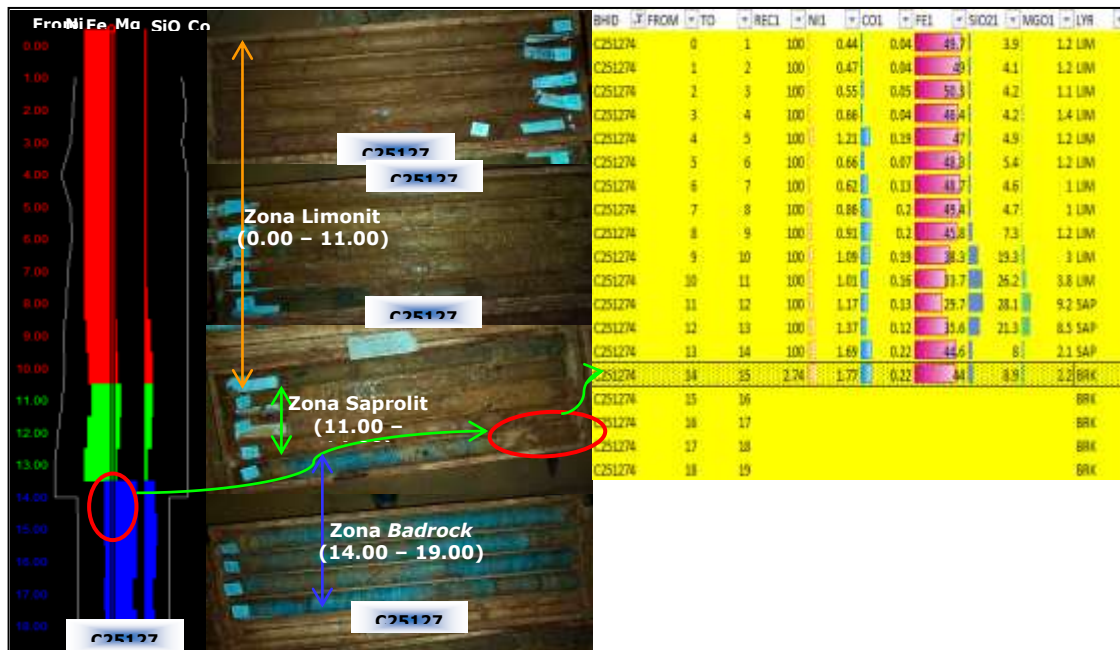 From Ni Fe Mg SiO Co
0.00
1.00
2.00
3.00
4.00
5.00
6.00
7.00
8.00
9.00
10.00
11.00
12.00
13.00
14.00
15.00
16.00
17.00
18.00
C25127
C25127
C25127
Zona Limonit
(0.00 – 11.00)
C25127
Zona Saprolit
(11.00 –
Zona Badrock
(14.00 – 19.00)
C25127
BHID FROM TO REC1 NI1 CO1 FE1 SIO21 MGO1 LYR
C251274 0 1 100 0.44 0.04 49.7 3.9 1.2 LIM
C251274 1 2 100 0.47 0.04 49 4.1 1.2 LIM
C251274 2 3 100 0.55 0.05 50.3 4.2 1.1 LIM
C251274 3 4 100 0.66 0.04 46.4 4.2 1.4 LIM
C251274 4 5 100 1.21 0.19 47 4.9 1.2 LIM
C251274 5 6 100 0.66 0.07 48.3 5.4 1.2 LIM
C251274 6 7 100 0.62 0.13 48.7 4.6 1 LIM
C251274 7 8 100 0.86 0.2 49.4 4.7 1 LIM
C251274 8 9 100 0.91 0.2 45.8 7.3 1.2 LIM
C251274 9 10 100 1.09 0.19 38.3 19.3 3 LIM
C251274 10 11 100 1.01 0.16 33.7 26.2 3.8 LIM
C251274 11 12 100 1.17 0.13 29.7 28.1 9.2 SAP
C251274 12 13 100 1.37 0.12 35.6 21.3 8.5 SAP
C251274 13 14 100 1.69 0.22 44.6 8 2.1 SAP
C251274 14 15 2.74 1.77 0.22 44 8.9 2.2 BRK
C251274 15 16 BRK
C251274 16 17 BRK
C251274 17 18 BRK
C251274 18 19 BRK